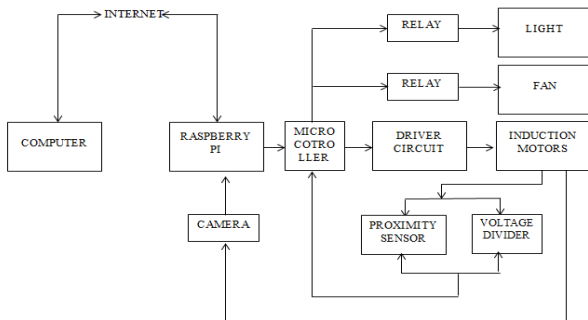 INTERNET
RELAY
LIGHT
RELAY
FAN
COMPUTER
RASPBERRY
PI
MICRO
COTRO
LLER
DRIVER
CIRCUIT
INDUCTION
MOTORS
CAMERA
PROXIMITY
SENSOR
VOLTAGE
DIVIDER